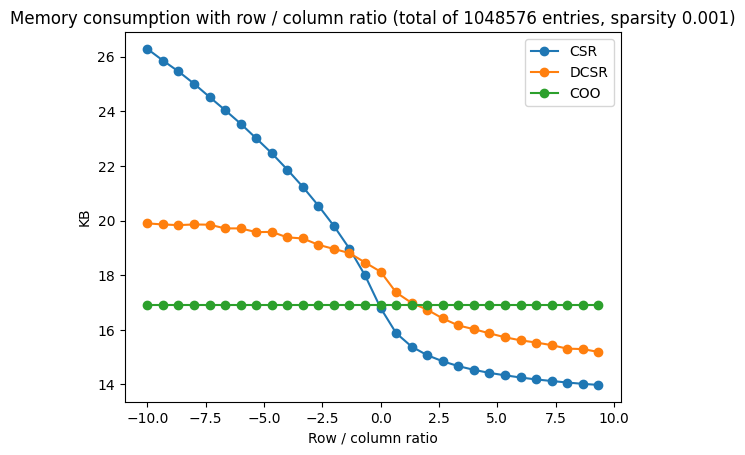 Memory consumption with row / column ratio (total of 1048576 entries, sparsity 0.001)
CSR
DCSR
COO
26
24
22
20
18
16
14
KB
−10.0 −7.5 −5.0 −2.5 0.0 2.5 5.0 7.5 10.0
Row / column ratio